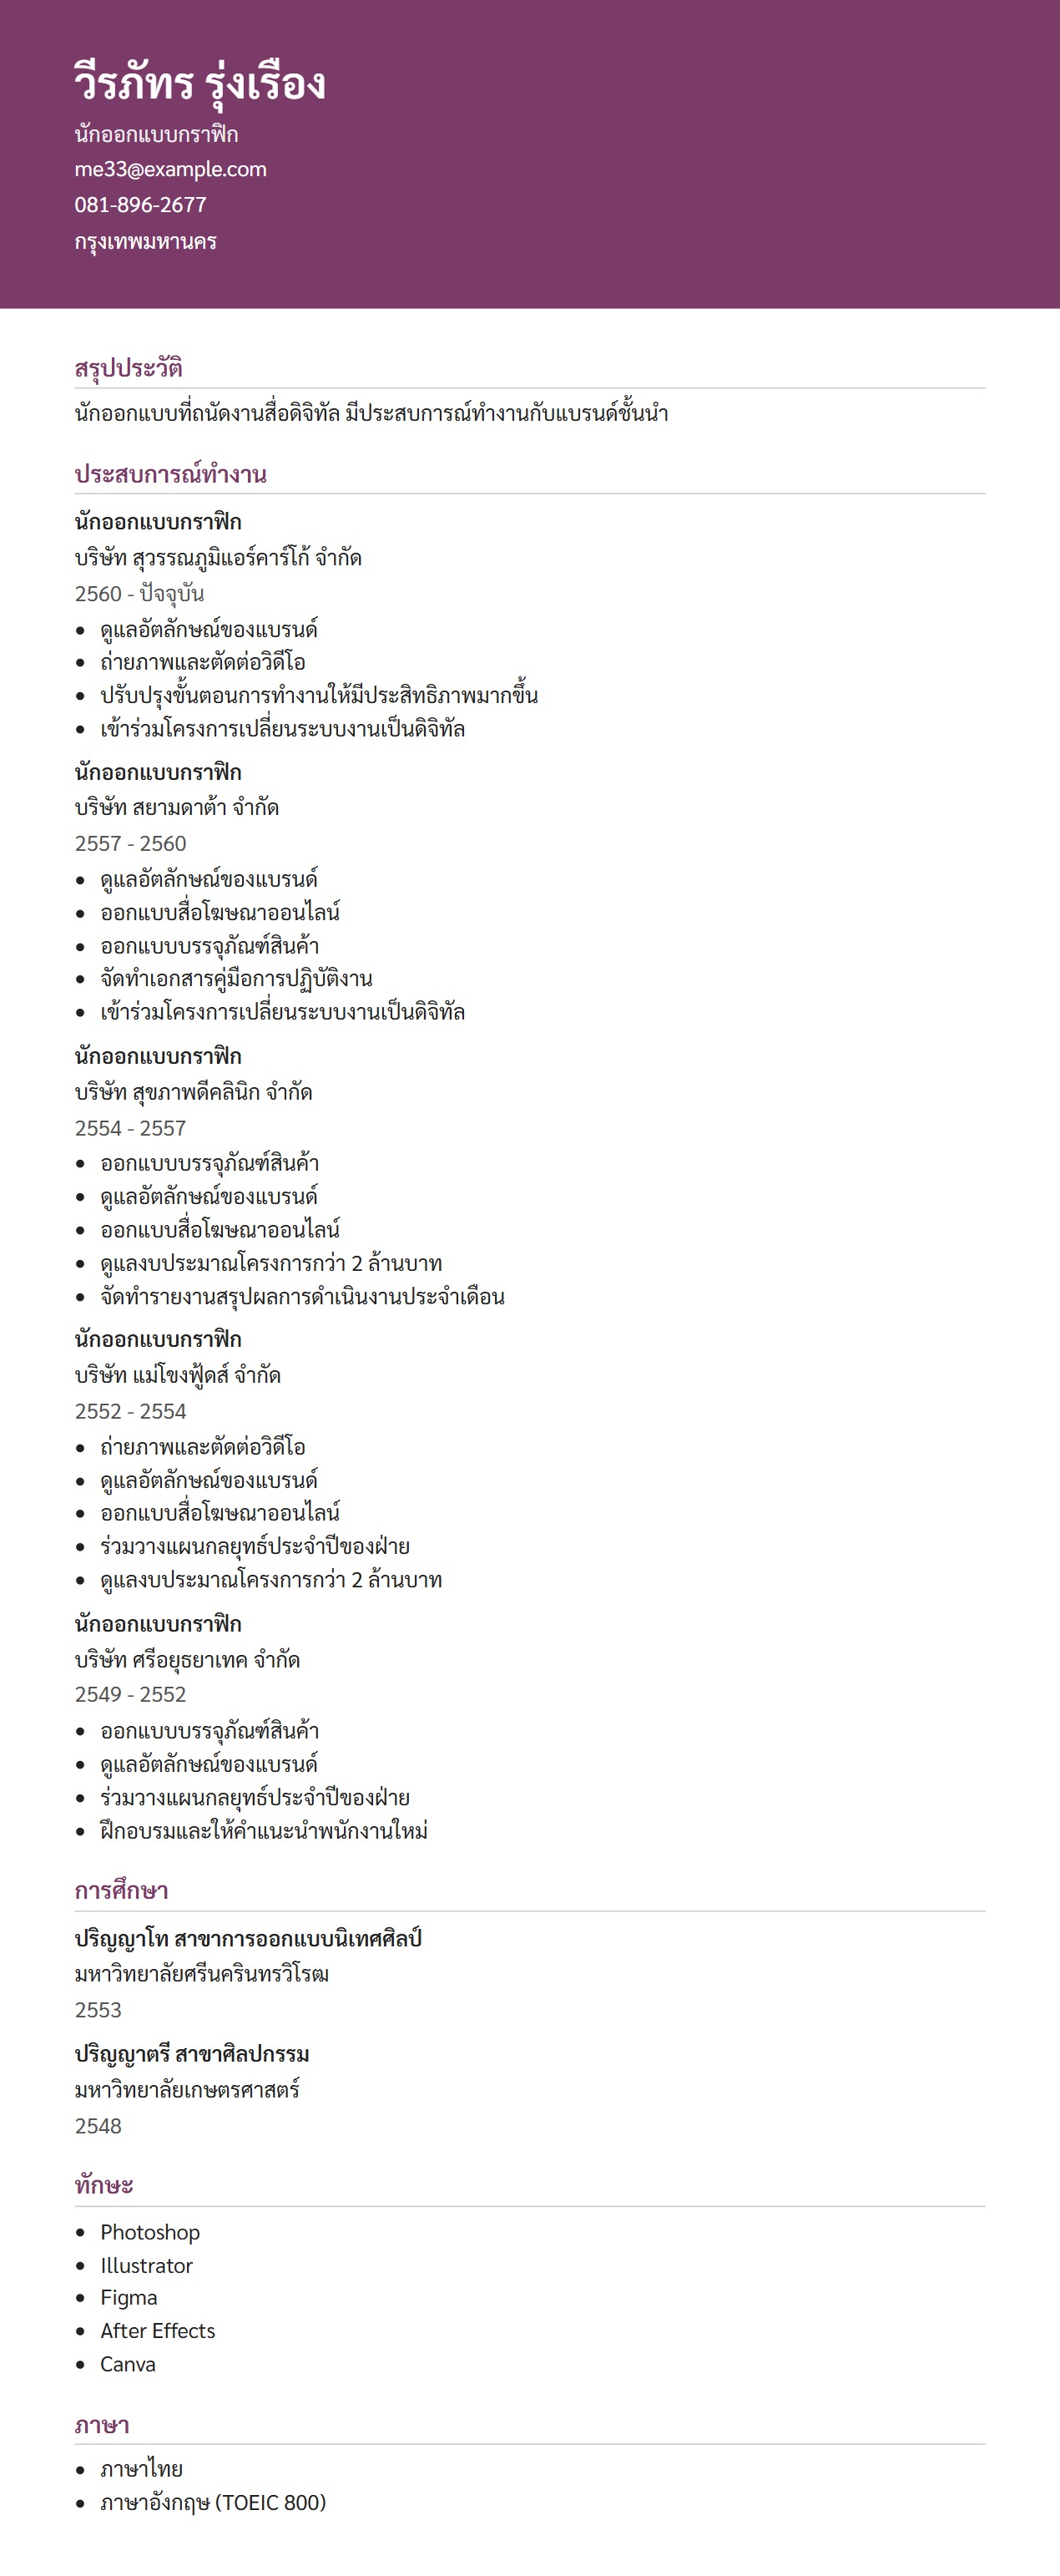 วีรภัทร รุ่งเรือง
นักออกแบบกราฟิก
me33@example.com
081-896-2677
กรุงเทพมหานคร
สรุปประวัติ
นักออกแบบที่ถนัดงานสื่อดิจิทัล มีประสบการณ์ทำงานกับแบรนด์ชั้นนำ
ประสบการณ์ทำงาน
นักออกแบบกราฟิก
บริษัท สุวรรณภูมิแอร์คาร์โก้ จำกัด
2560 - ปัจจุบัน
• ดูแลอัตลักษณ์ของแบรนด์
• ถ่ายภาพและตัดต่อวิดีโอ
• ปรับปรุงขั้นตอนการทำงานให้มีประสิทธิภาพมากขึ้น
• เข้าร่วมโครงการเปลี่ยนระบบงานเป็นดิจิทัล
นักออกแบบกราฟิก
บริษัท สยามดาต้า จำกัด
2557 - 2560
• ดูแลอัตลักษณ์ของแบรนด์
• ออกแบบสื่อโฆษณาออนไลน์
• ออกแบบบรรจุภัณฑ์สินค้า
• จัดทำเอกสารคู่มือการปฏิบัติงาน
• เข้าร่วมโครงการเปลี่ยนระบบงานเป็นดิจิทัล
นักออกแบบกราฟิก
บริษัท สุขภาพดีคลินิก จำกัด
2554 - 2557
• ออกแบบบรรจุภัณฑ์สินค้า
• ดูแลอัตลักษณ์ของแบรนด์
• ออกแบบสื่อโฆษณาออนไลน์
• ดูแลงบประมาณโครงการกว่า 2 ล้านบาท
• จัดทำรายงานสรุปผลการดำเนินงานประจำเดือน
นักออกแบบกราฟิก
บริษัท แม่โขงฟู้ดส์ จำกัด
2552 - 2554
• ถ่ายภาพและตัดต่อวิดีโอ
• ดูแลอัตลักษณ์ของแบรนด์
• ออกแบบสื่อโฆษณาออนไลน์
• ร่วมวางแผนกลยุทธ์ประจำปีของฝ่าย
• ดูแลงบประมาณโครงการกว่า 2 ล้านบาท
นักออกแบบกราฟิก
บริษัท ศรีอยุธยาเทค จำกัด
2549 - 2552
• ออกแบบบรรจุภัณฑ์สินค้า
• ดูแลอัตลักษณ์ของแบรนด์
• ร่วมวางแผนกลยุทธ์ประจำปีของฝ่าย
• ฝึกอบรมและให้คำแนะนำพนักงานใหม่
การศึกษา
ปริญญาโท สาขาการออกแบบนิเทศศิลป์
มหาวิทยาลัยศรีนครินทรวิโรฒ
2553
ปริญญาตรี สาขาศิลปกรรม
มหาวิทยาลัยเกษตรศาสตร์
2548
ทักษะ
• Photoshop
• Illustrator
• Figma
• After Effects
• Canva
ภาษา
• ภาษาไทย
• ภาษาอังกฤษ (TOEIC 800)